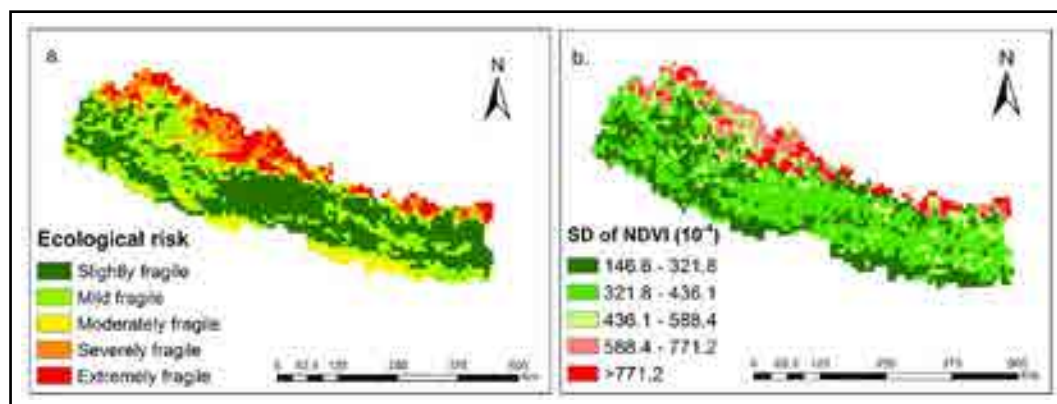 a.
N
Ecological risk
Slightly fragile
Mild fragile
Moderately fragile
Severely fragile
Extremely fragile
b.
N
SD of NDVI (10⁻⁴)
146.8 - 321.8
321.8 - 436.1
436.1 - 588.4
588.4 - 771.2
>771.2